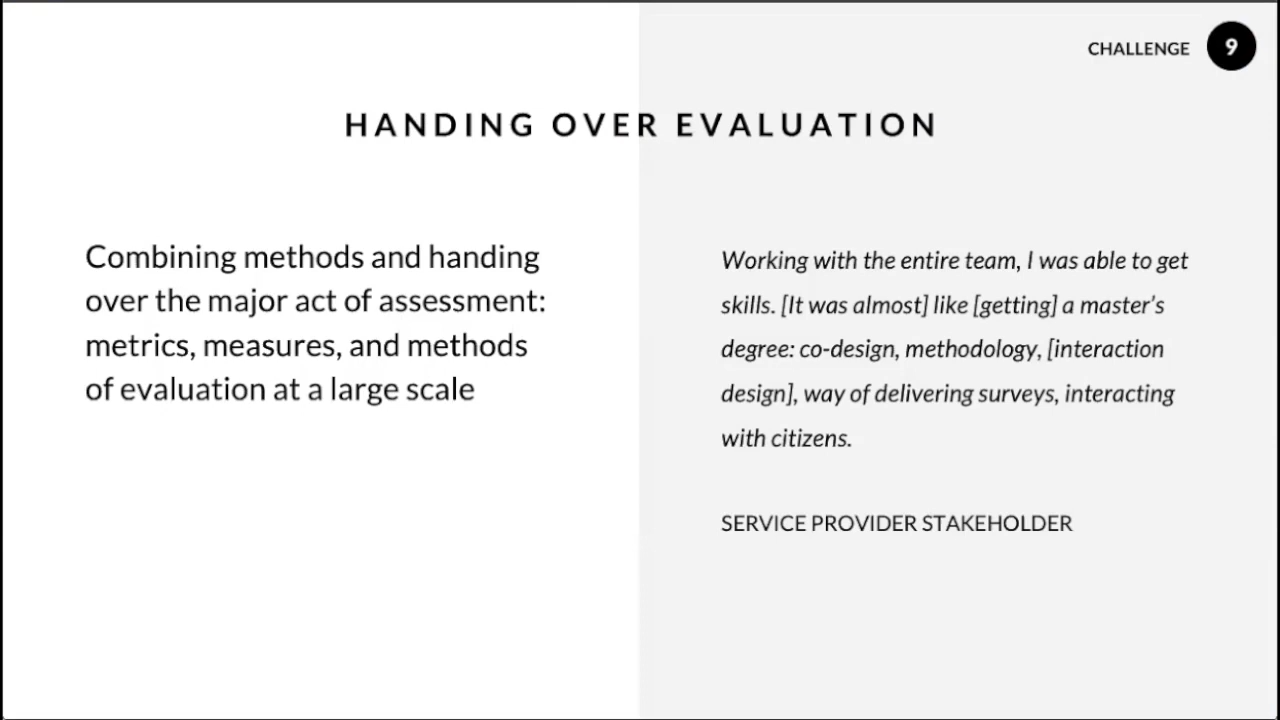 CHALLENGE 9
HANDING OVER EVALUATION
Combining methods and handing
over the major act of assessment:
metrics, measures, and methods
of evaluation at a large scale
Working with the entire team, I was able to get
skills. [It was almost] like [getting] a master’s
degree: co-design, methodology, [interaction
design], way of delivering surveys, interacting
with citizens.
SERVICE PROVIDER STAKEHOLDER